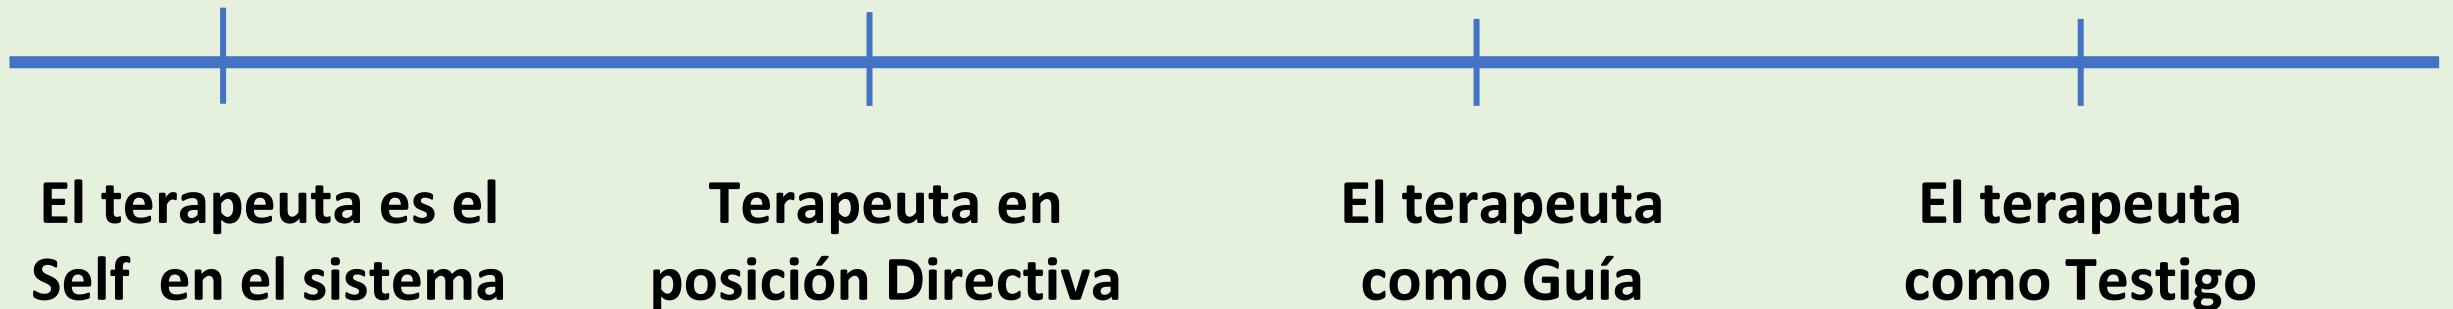 El terapeuta es el
Self en el sistema
Terapeuta en
posición Directiva
El terapeuta
como Guía
El terapeuta
como Testigo